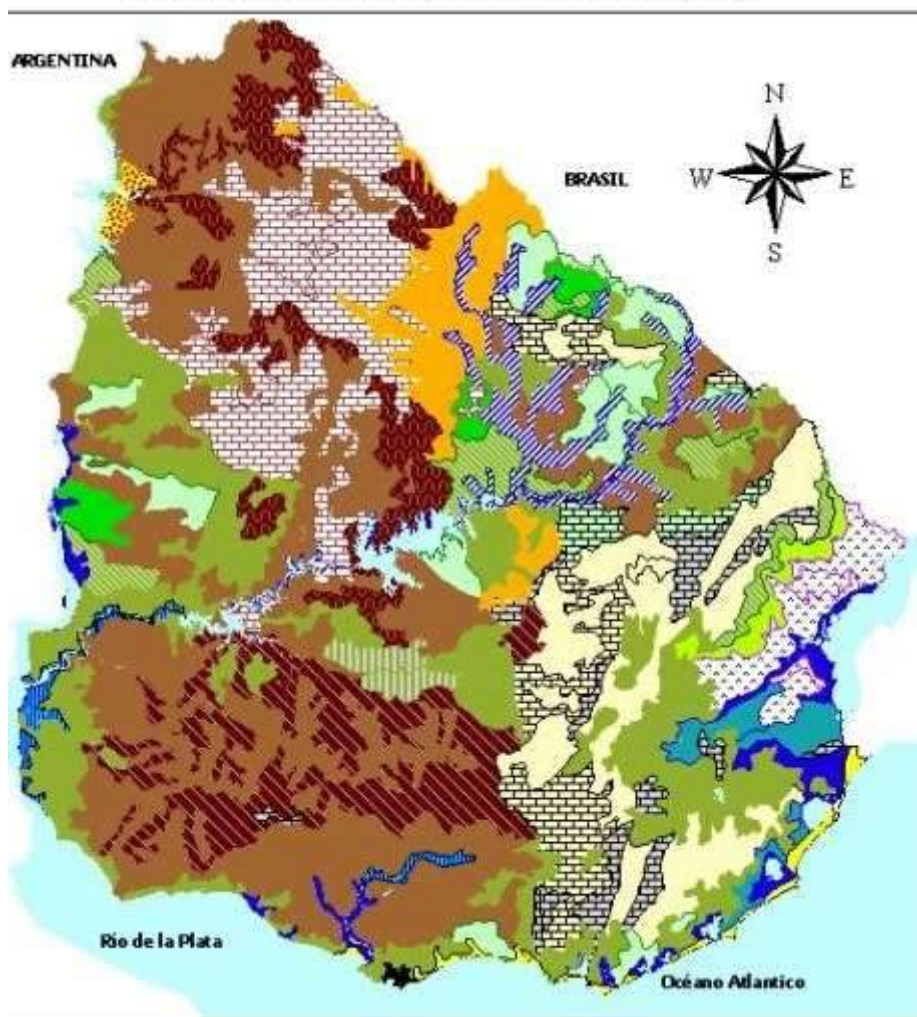 ARGENTINA
N
BRASIL
W
E
S
Río de la Plata
Océano Atlantico